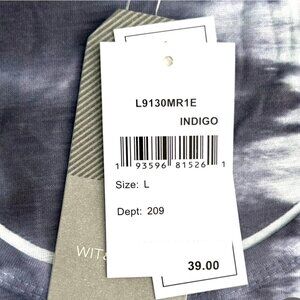 L9130MR1E
INDIGO
1 93596 81526 1
Size: L
Dept: 209
WIT&
39.00